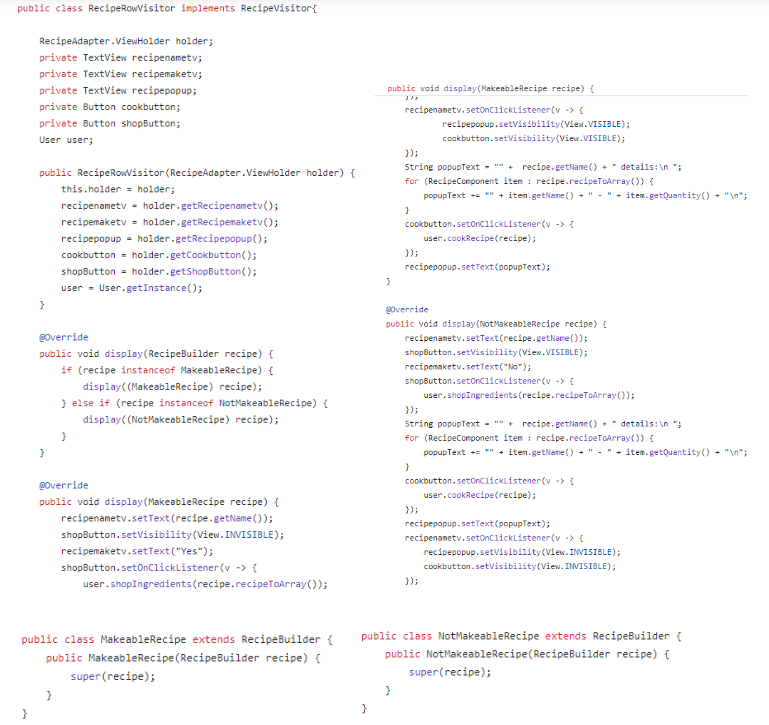 public class RecipeRowVisitor implements RecipeVisitor{
RecipeAdapter.ViewHolder holder;
private TextView recipenametv;
private TextView recipemaketv;
private TextView recipepopup;
private Button cookbutton;
private Button shopButton;
User user;
public RecipeRowVisitor(RecipeAdapter.ViewHolder holder) {
this.holder = holder;
recipenametv = holder.getRecipenametv();
recipemaketv = holder.getRecipemaketv();
recipepopup = holder.getRecipepopup();
cookbutton = holder.getCookbutton();
shopButton = holder.getShopButton();
user = User.getInstance();
}
@Override
public void display(RecipeBuilder recipe) {
if (recipe instanceof MakeableRecipe) {
display((MakeableRecipe) recipe);
} else if (recipe instanceof NotMakeableRecipe) {
display((NotMakeableRecipe) recipe);
}
}
@Override
public void display(MakeableRecipe recipe) {
recipenametv.setText(recipe.getName());
shopButton.setVisibility(View.INVISIBLE);
recipemaketv.setText("Yes");
shopButton.setOnClickListener(v -> {
user.shopIngredients(recipe.recipeToArray());
public void display(MakeableRecipe recipe) {
});
recipenametv.setOnClickListener(v -> {
recipepopup.setVisibility(View.VISIBLE);
cookbutton.setVisibility(View.VISIBLE);
});
String popupText = "" + recipe.getName() + " details:\n ";
for (RecipeComponent item : recipe.recipeToArray()) {
popupText += "" + item.getName() + " - " + item.getQuantity() + "\n";
}
cookbutton.setOnClickListener(v -> {
user.cookRecipe(recipe);
});
recipepopup.setText(popupText);
}
@Override
public void display(NotMakeableRecipe recipe) {
recipenametv.setText(recipe.getName());
shopButton.setVisibility(View.VISIBLE);
recipemaketv.setText("No");
shopButton.setOnClickListener(v -> {
user.shopIngredients(recipe.recipeToArray());
});
String popupText = "" + recipe.getName() + " details:\n ";
for (RecipeComponent item : recipe.recipeToArray()) {
popupText += "" + item.getName() + " - " + item.getQuantity() + "\n";
}
cookbutton.setOnClickListener(v -> {
user.cookRecipe(recipe);
});
recipepopup.setText(popupText);
recipenametv.setOnClickListener(v -> {
recipepopup.setVisibility(View.INVISIBLE);
cookbutton.setVisibility(View.INVISIBLE);
});
public class MakeableRecipe extends RecipeBuilder {
public MakeableRecipe(RecipeBuilder recipe) {
super(recipe);
}
}
public class NotMakeableRecipe extends RecipeBuilder {
public NotMakeableRecipe(RecipeBuilder recipe) {
super(recipe);
}
}